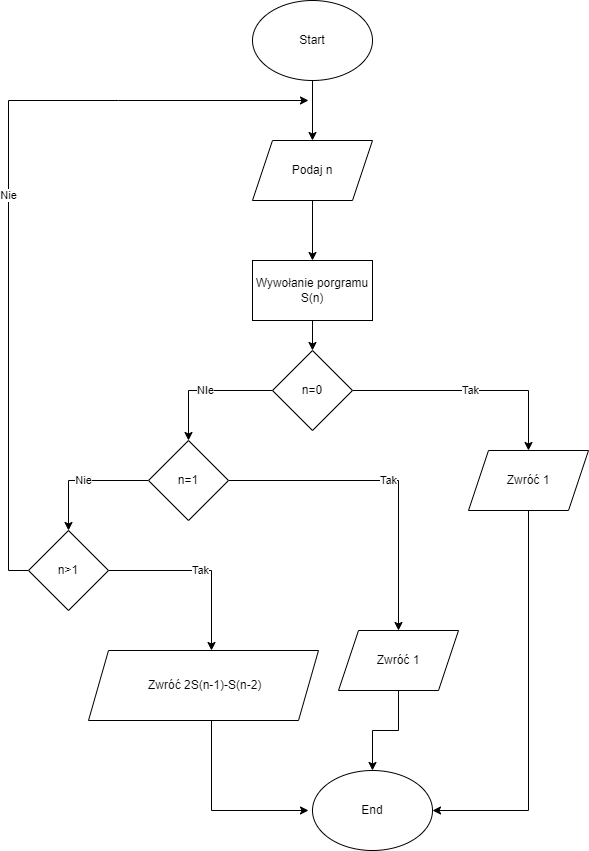 Start
Nie
Podaj n
Wywołanie porgramu
S(n)
n=0
NIe
Tak
n=1
Nie
Tak
Zwróć 1
n>1
Tak
Zwróć 2S(n-1)-S(n-2)
Zwróć 1
End